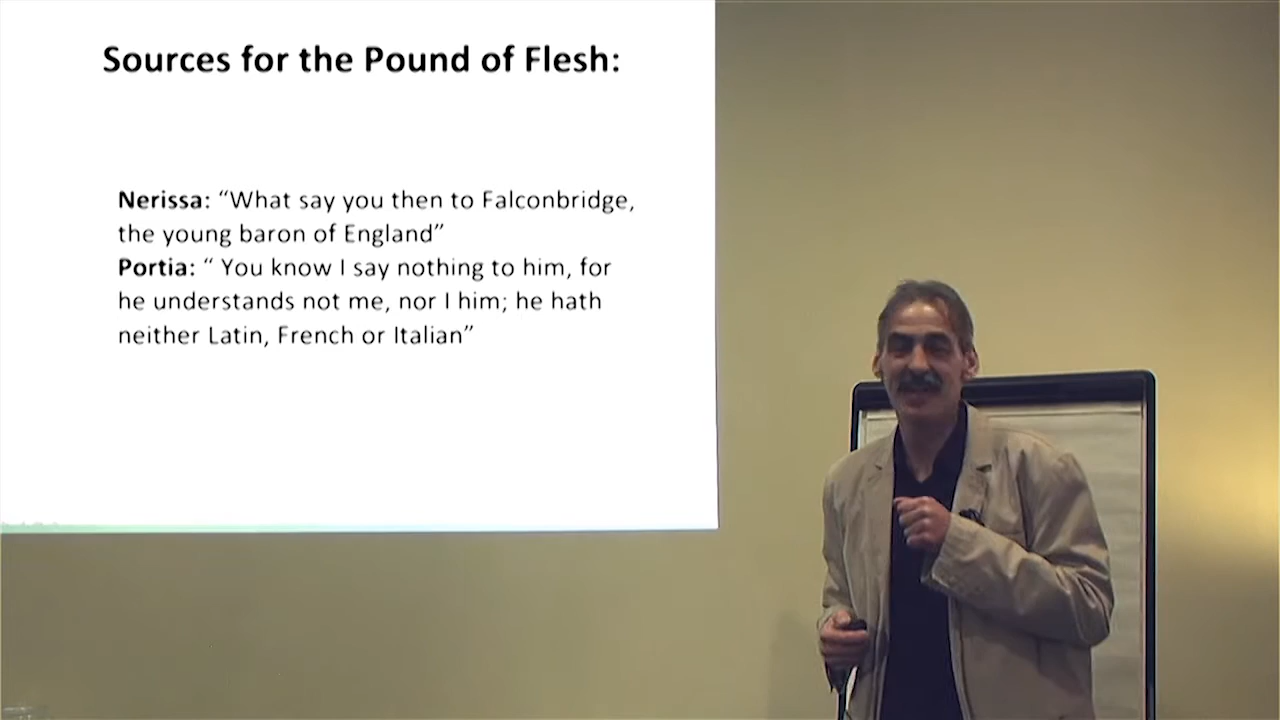 Sources for the Pound of Flesh:
Nerissa: “What say you then to Falconbridge,
the young baron of England”
Portia: “ You know I say nothing to him, for
he understands not me, nor I him; he hath
neither Latin, French or Italian”